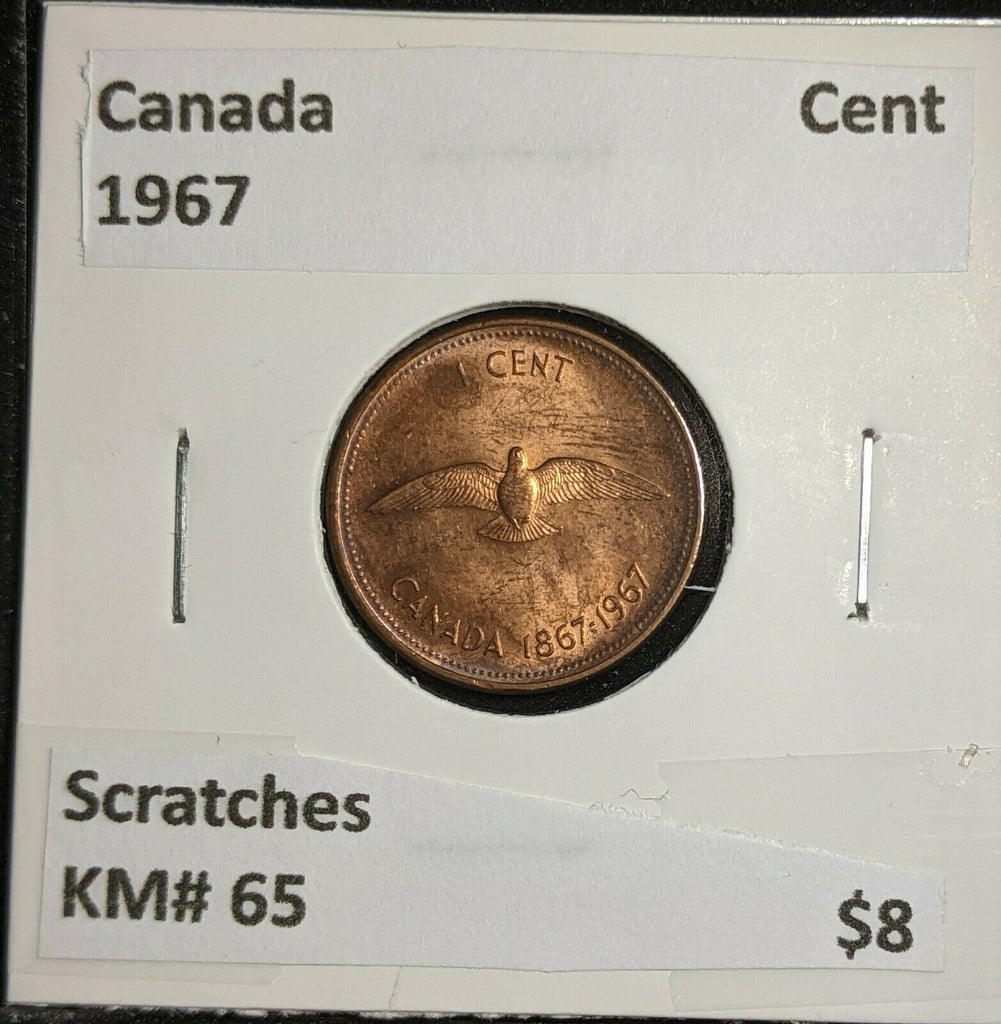 Canada Cent
1967
1 CENT
CANADA 1867-1967
Scratches
KM# 65
$8